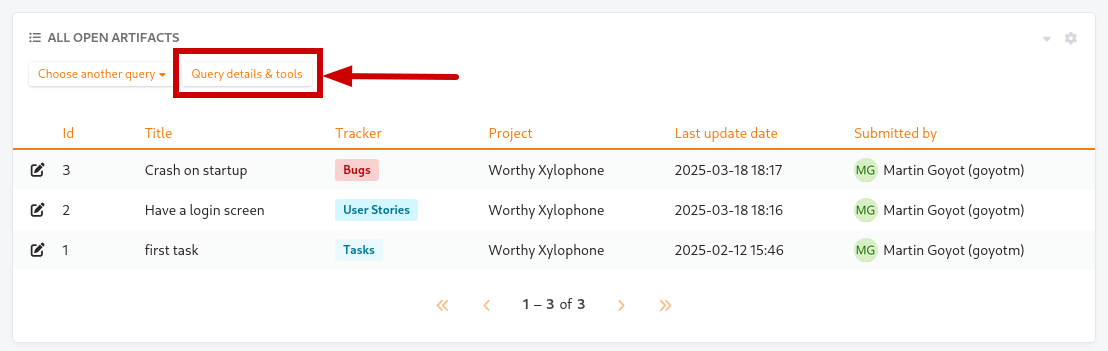 ALL OPEN ARTIFACTS
Choose another query Query details & tools
Id Title Tracker Project Last update date Submitted by
3 Crash on startup Bugs Worthy Xylophone 2025-03-18 18:17 MG Martin Goyot (goyotm)
2 Have a login screen User Stories Worthy Xylophone 2025-03-18 18:16 MG Martin Goyot (goyotm)
1 first task Tasks Worthy Xylophone 2025-02-12 15:46 MG Martin Goyot (goyotm)
1 – 3 of 3